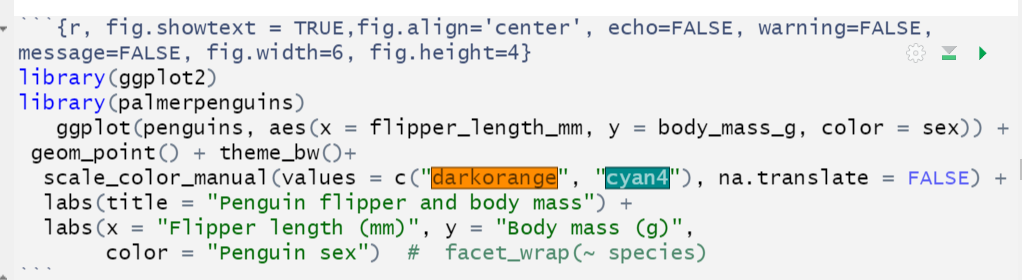 ```{r, fig.showtext = TRUE,fig.align='center', echo=FALSE, warning=FALSE,
message=FALSE, fig.width=6, fig.height=4}
library(ggplot2)
library(palmerpenguins)
ggplot(penguins, aes(x = flipper_length_mm, y = body_mass_g, color = sex)) +
geom_point() + theme_bw()+
scale_color_manual(values = c("darkorange", "cyan4"), na.translate = FALSE) +
labs(title = "Penguin flipper and body mass") +
labs(x = "Flipper length (mm)", y = "Body mass (g)",
color = "Penguin sex")  #  facet_wrap(~ species)
```